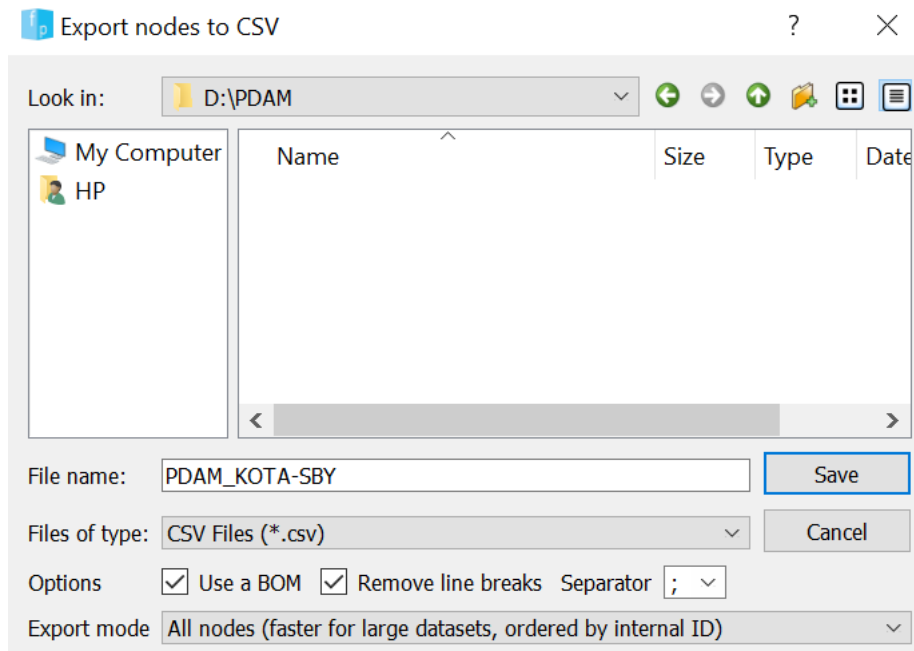 Export nodes to CSV
?
Look in:
D:\PDAM
My Computer
HP
Name
Size
Type
Date
File name:
PDAM_KOTA-SBY
Save
Files of type:
CSV Files (*.csv)
Cancel
Options
Use a BOM
Remove line breaks
Separator
;
Export mode
All nodes (faster for large datasets, ordered by internal ID)